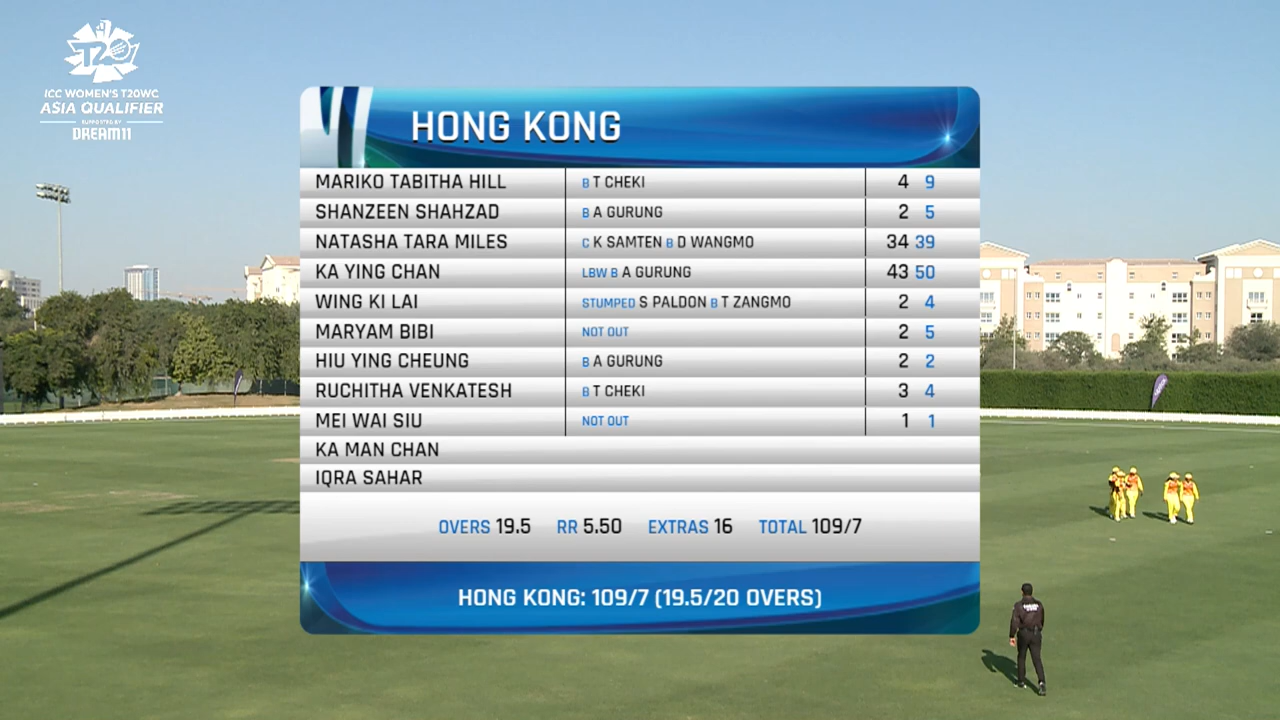 T20
ICC WOMEN'S T20WC
ASIA QUALIFIER
SUPPORTED BY
DREAM11
HONG KONG
MARIKO TABITHA HILL B T CHEKI 4 9
SHANZEEN SHAHZAD B A GURUNG 2 5
NATASHA TARA MILES C K SAMTEN B D WANGMO 34 39
KA YING CHAN LBW B A GURUNG 43 50
WING KI LAI STUMPED S PALDON B T ZANGMO 2 4
MARYAM BIBI NOT OUT 2 5
HIU YING CHEUNG B A GURUNG 2 2
RUCHITHA VENKATESH B T CHEKI 3 4
MEI WAI SIU NOT OUT 1 1
KA MAN CHAN
IQRA SAHAR
OVERS 19.5 RR 5.50 EXTRAS 16 TOTAL 109/7
HONG KONG: 109/7 (19.5/20 OVERS)